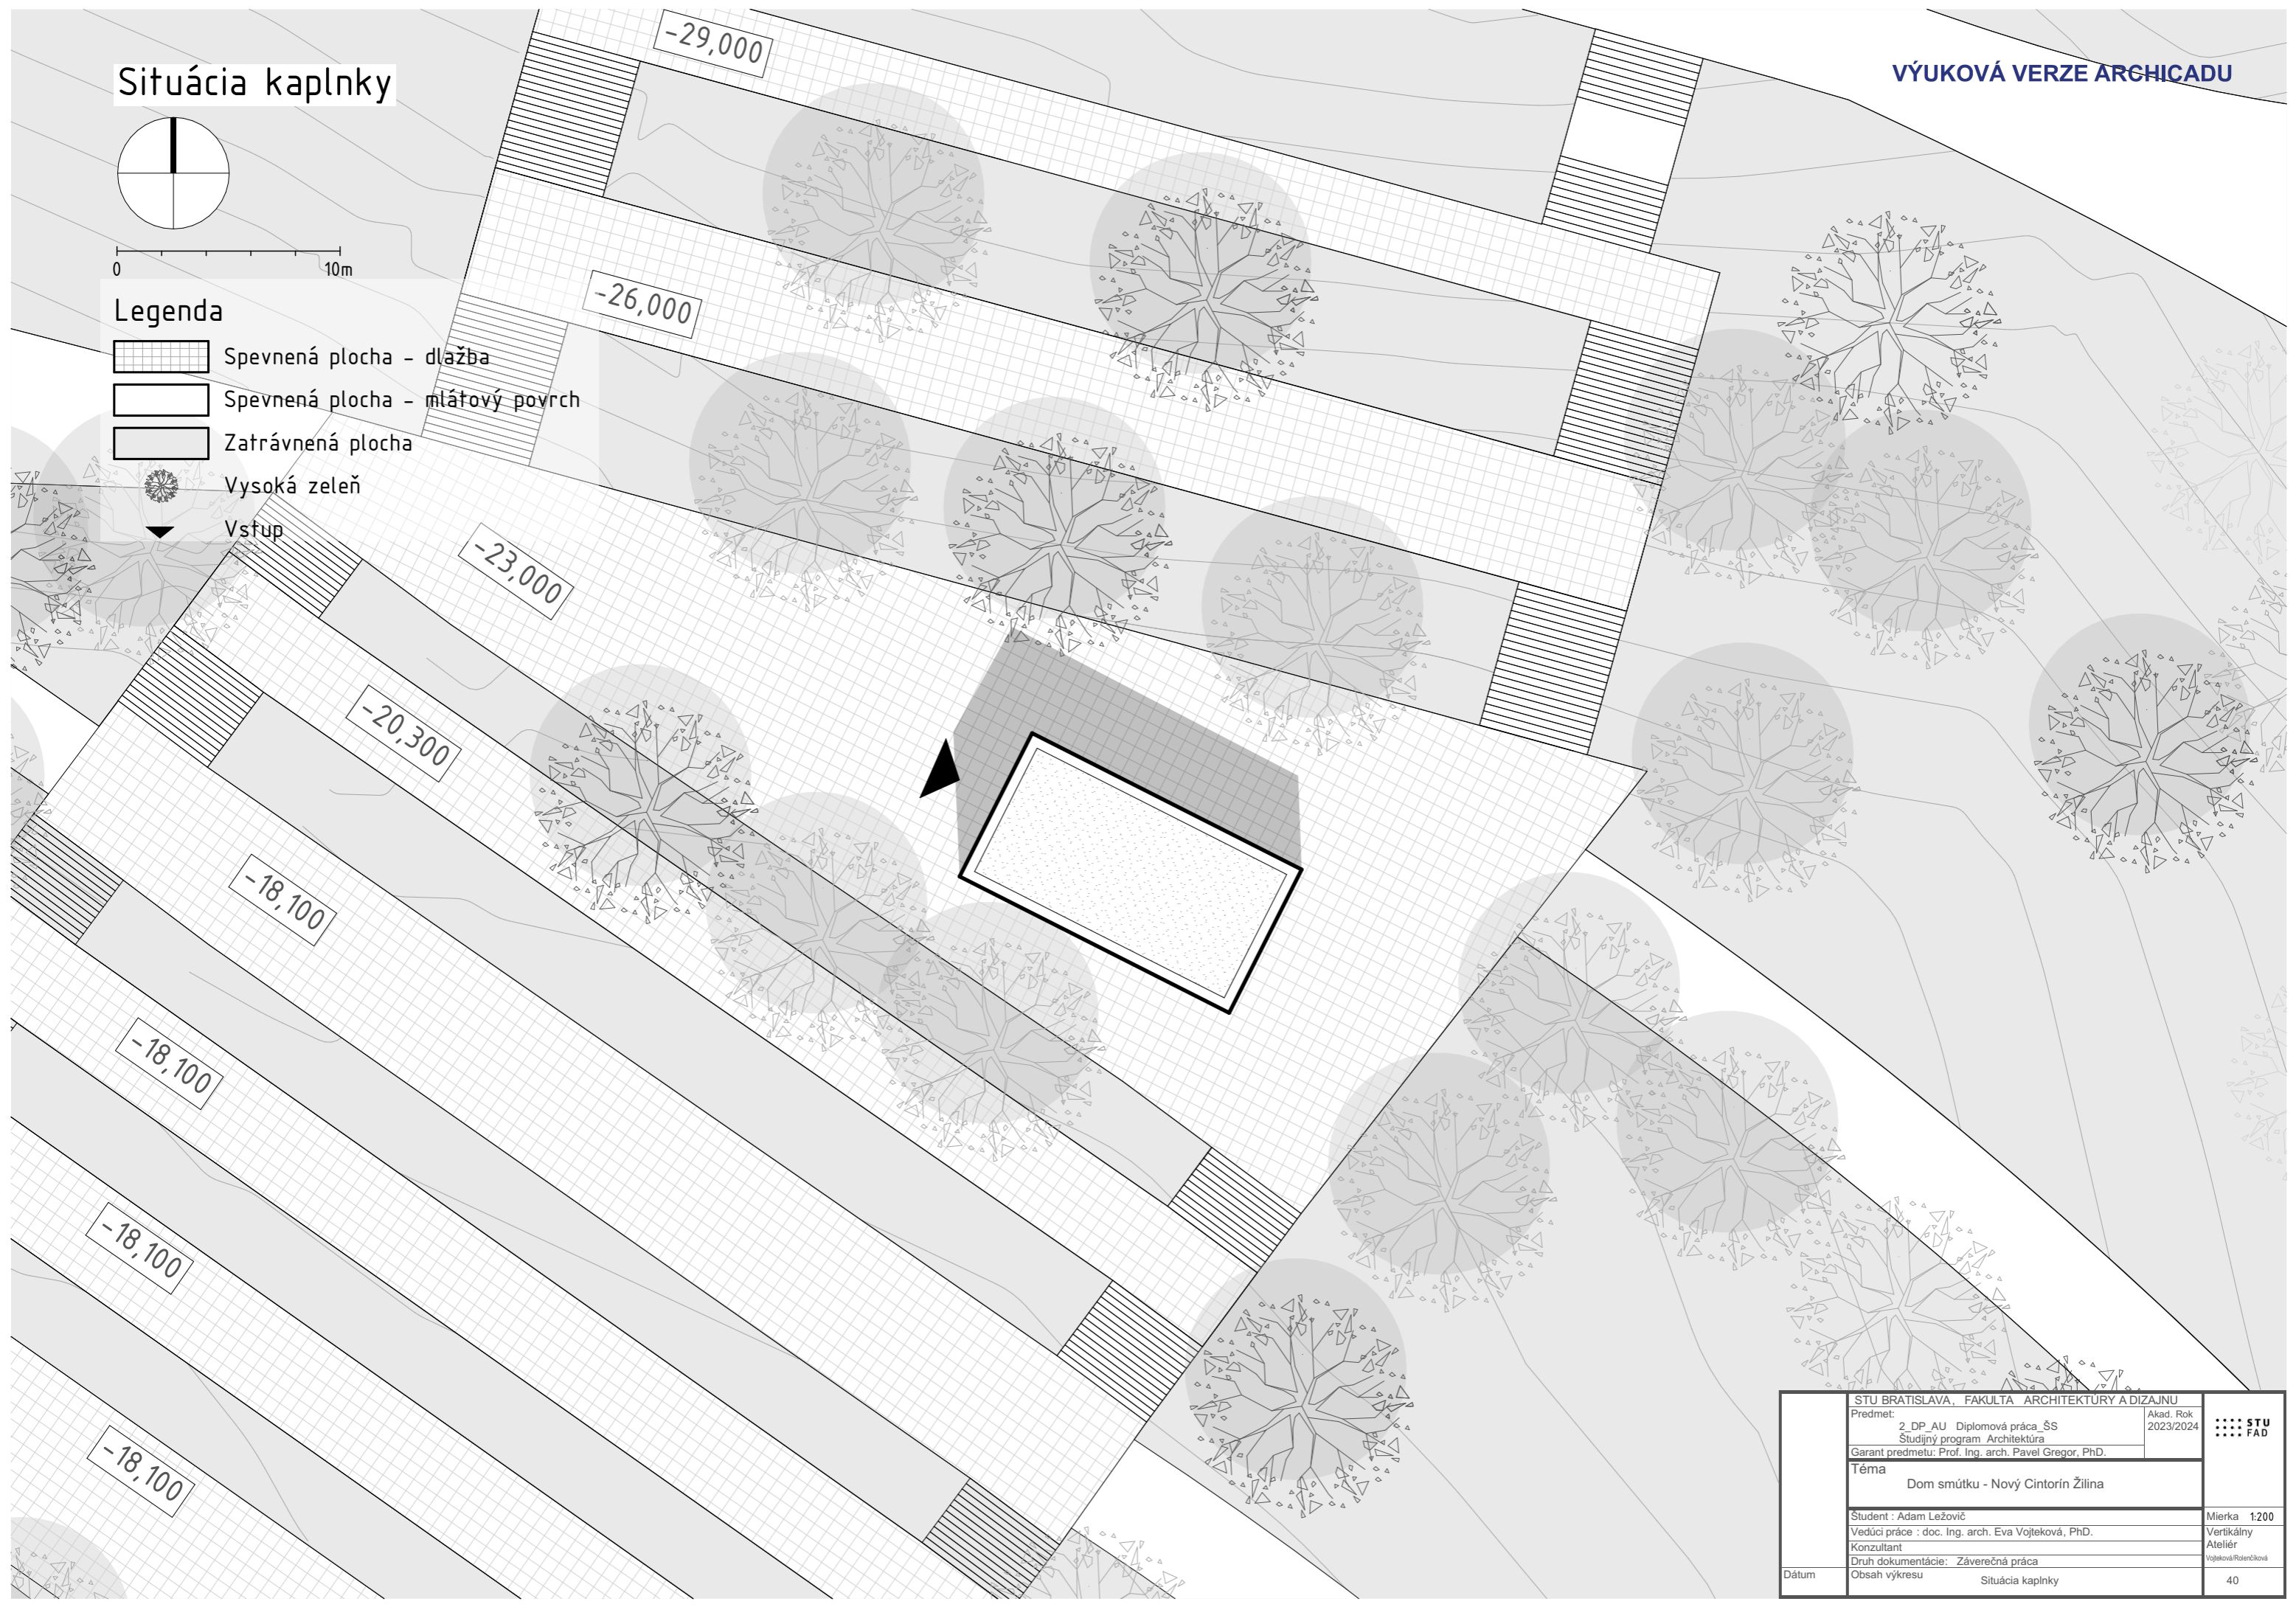 Situácia kaplnky
VÝUKOVÁ VERZE ARCHICADU
0 10m
Legenda
Spevnená plocha - dlažba
Spevnená plocha - mlátový povrch
Zatrávnená plocha
Vysoká zeleň
Vstup
-29,000
-26,000
-23,000
-20,300
-18,100
-18,100
-18,100
-18,100
STU BRATISLAVA, FAKULTA ARCHITEKTÚRY A DIZAJNU
Predmet:
2_DP_AU Diplomová práca_ŠS
Študijný program Architektúra
Akad. Rok
2023/2024
Garant predmetu: Prof. Ing. arch. Pavel Gregor, PhD.
STU
FAD
Téma
Dom smútku - Nový Cintorín Žilina
Študent : Adam Ležovič
Mierka 1:200
Vedúci práce : doc. Ing. arch. Eva Vojteková, PhD.
Vertikálny
Ateliér
Vojteková/Rolenčíková
Konzultant
Druh dokumentácie: Záverečná práca
Dátum
Obsah výkresu
Situácia kaplnky
40